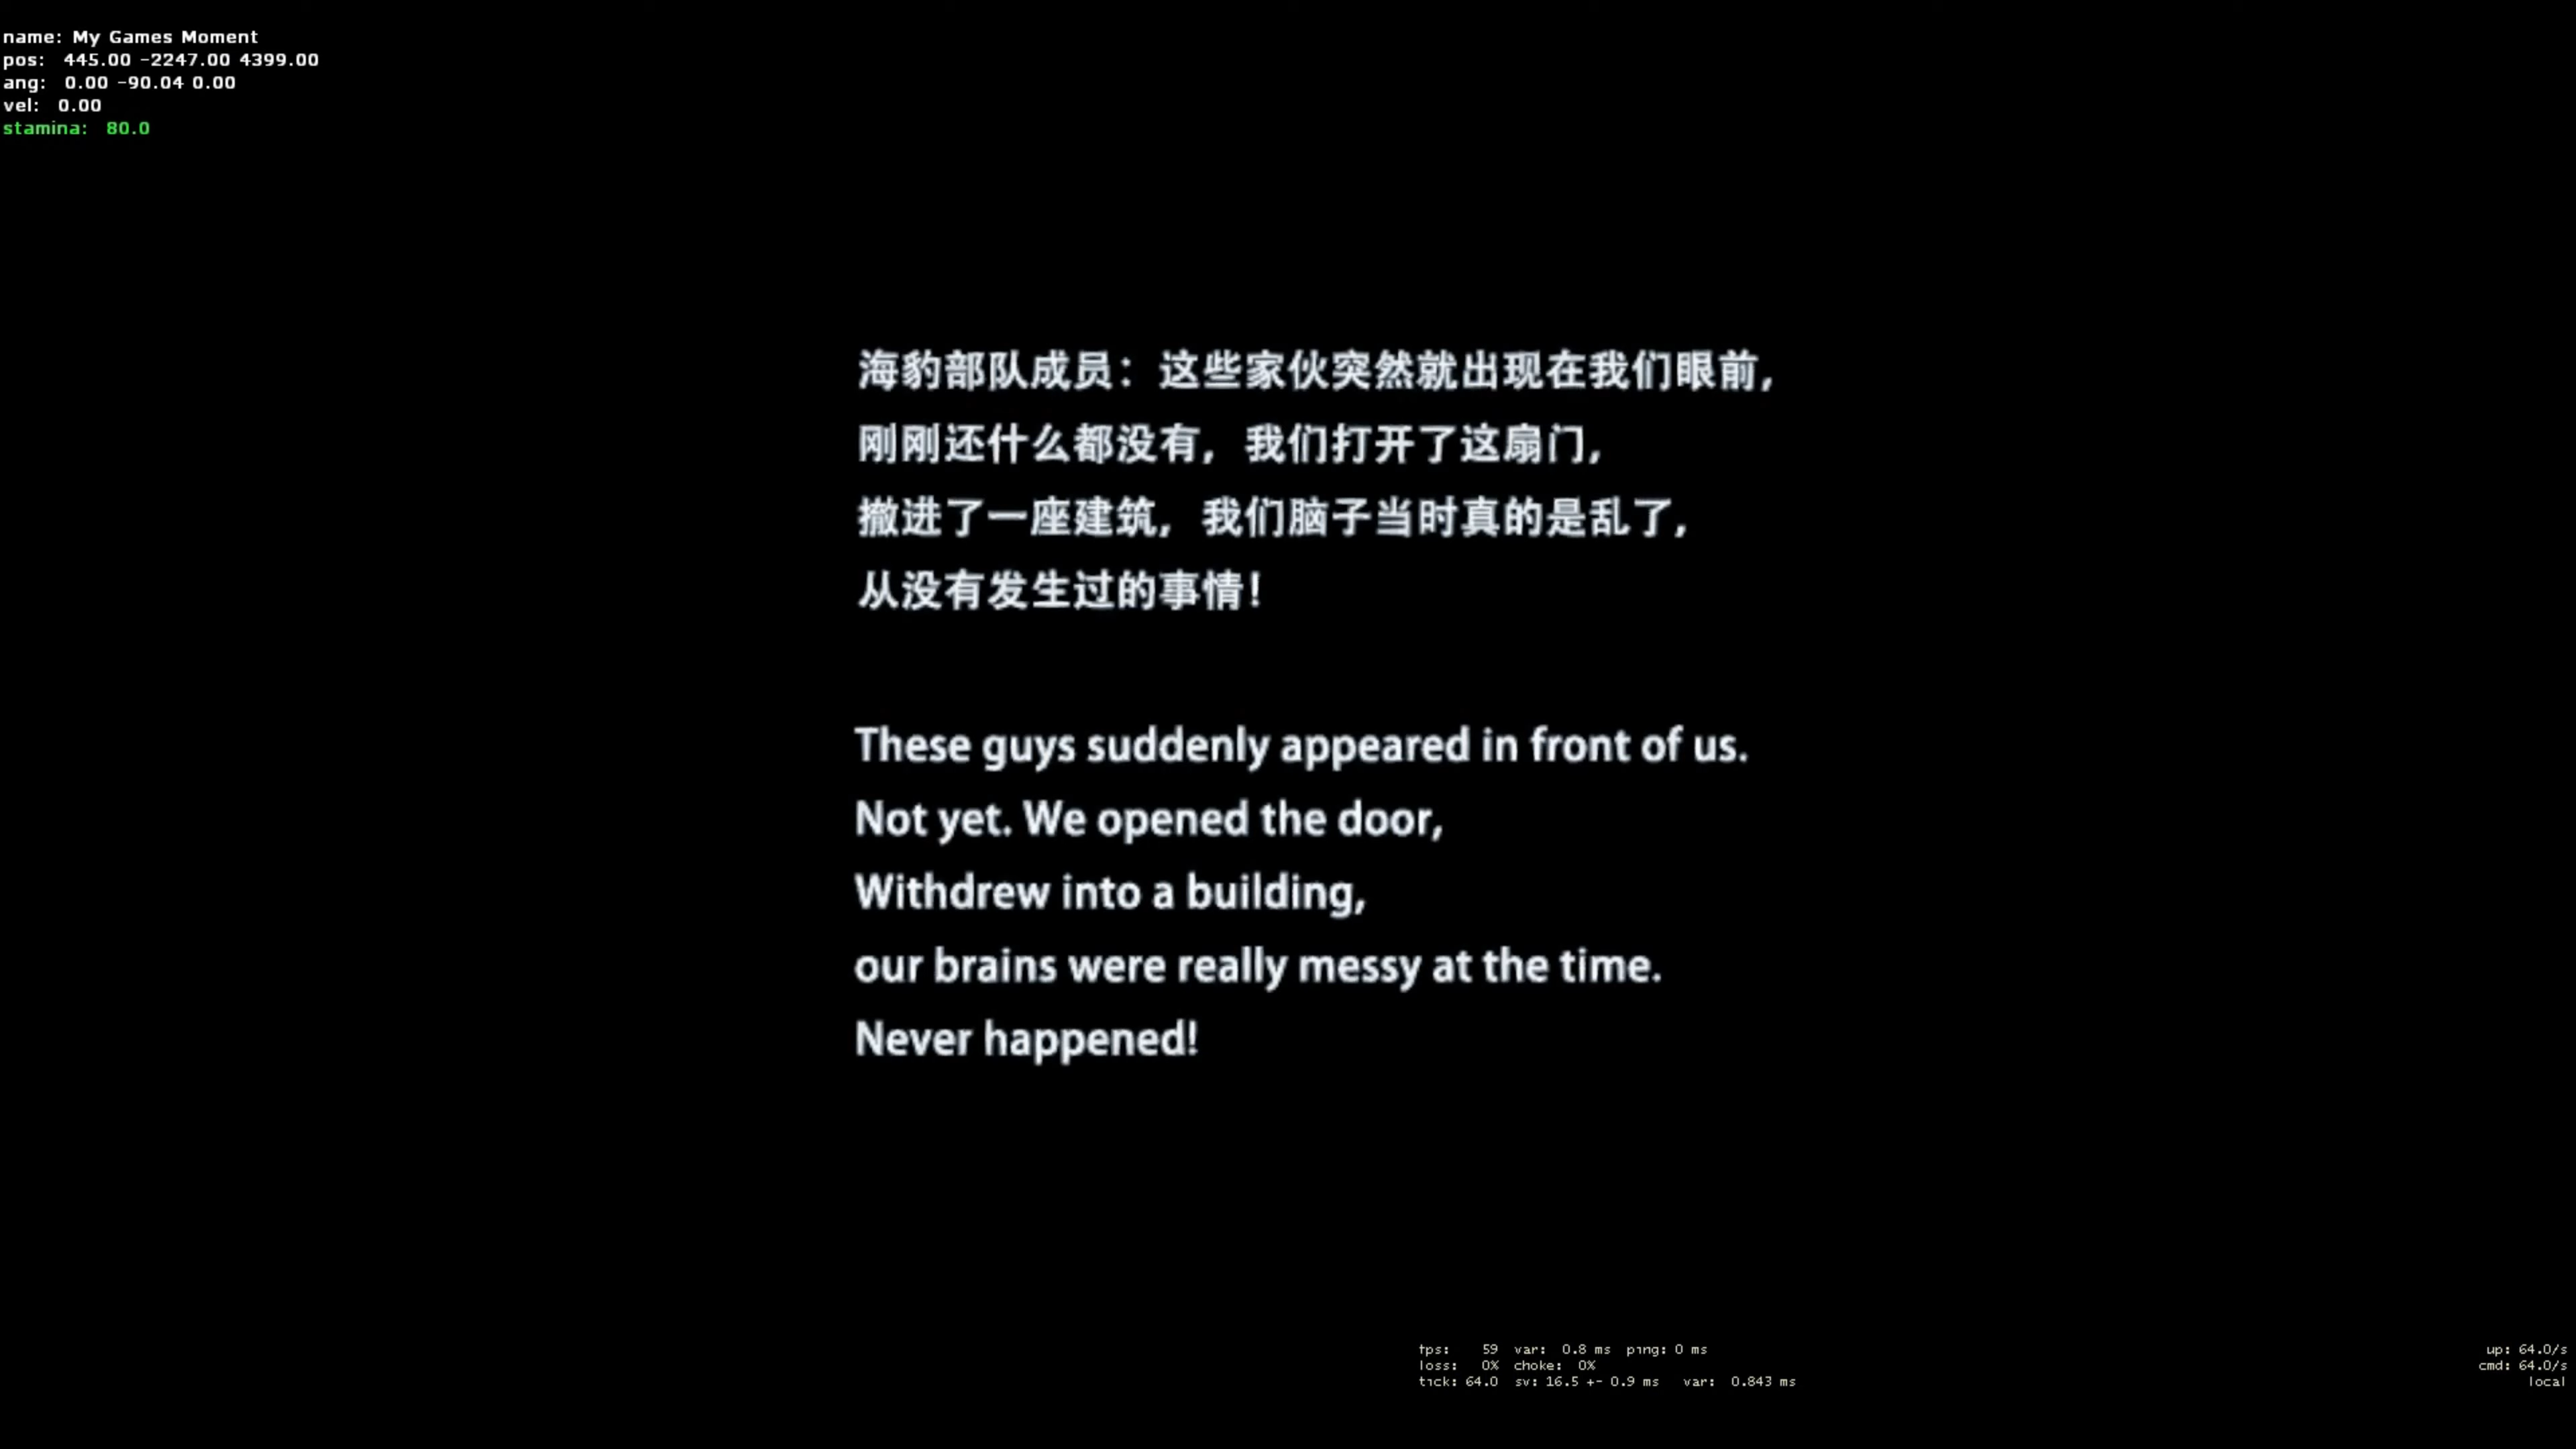 name: My Games Moment
pos: 445.00 -2247.00 4399.00
ang: 0.00 -90.04 0.00
vel: 0.00
stamina: 80.0
海豹部队成员：这些家伙突然就出现在我们眼前，
刚刚还什么都没有，我们打开了这扇门，
撤进了一座建筑，我们脑子当时真的是乱了，
从没有发生过的事情！
These guys suddenly appeared in front of us.
Not yet. We opened the door,
Withdrew into a building,
our brains were really messy at the time.
Never happened!
fps: 59 var: 0.8 ms ping: 0 ms
loss: 0% choke: 0%
tick: 64.0 sv: 16.5 +- 0.9 ms var: 0.843 ms
up: 64.0/s
cmd: 64.0/s
local